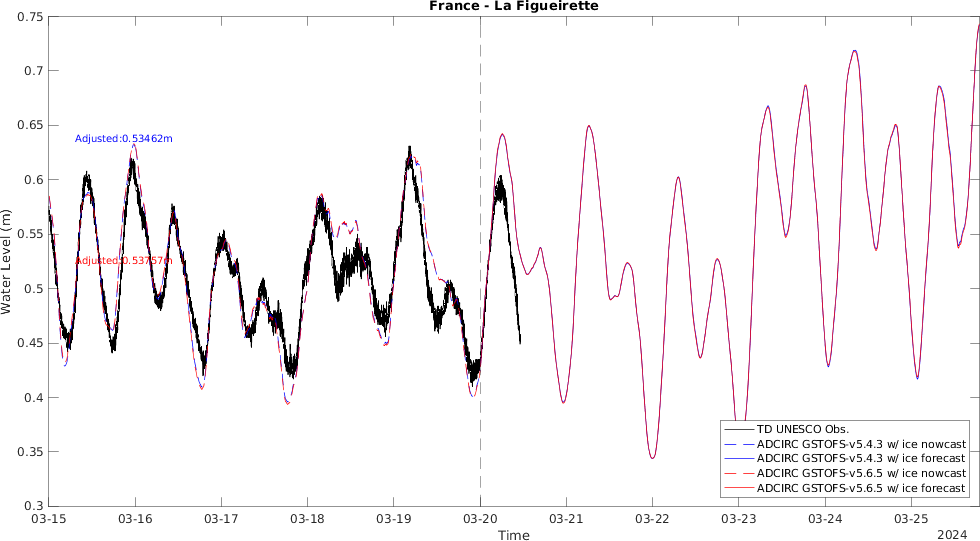 France - La Figueirette
0.75
0.7
0.65
0.6
0.55
0.5
0.45
0.4
0.35
0.3
Water Level (m)
Adjusted:0.53462m
Adjusted:0.53757m
TD UNESCO Obs.
ADCIRC GSTOFS-v5.4.3 w/ ice nowcast
ADCIRC GSTOFS-v5.4.3 w/ ice forecast
ADCIRC GSTOFS-v5.6.5 w/ ice nowcast
ADCIRC GSTOFS-v5.6.5 w/ ice forecast
03-15 03-16 03-17 03-18 03-19 03-20 03-21 03-22 03-23 03-24 03-25
Time
2024